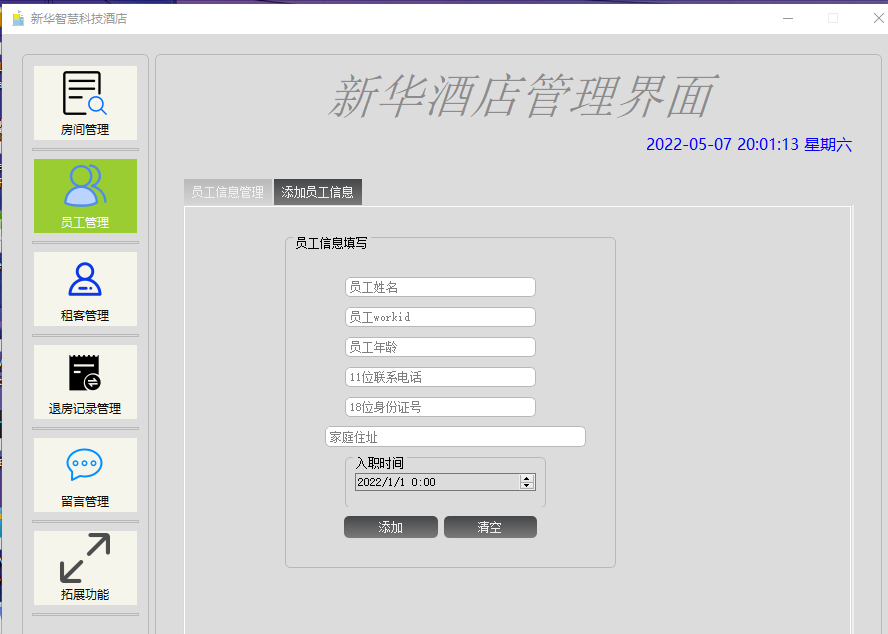 新华智慧科技酒店
房间管理
员工管理
租客管理
退房记录管理
留言管理
拓展功能
新华酒店管理界面
2022-05-07 20:01:13 星期六
员工信息管理
添加员工信息
员工信息填写
员工姓名
员工workid
员工年龄
11位联系电话
18位身份证号
家庭住址
入职时间
2022/1/1 0:00
添加
清空